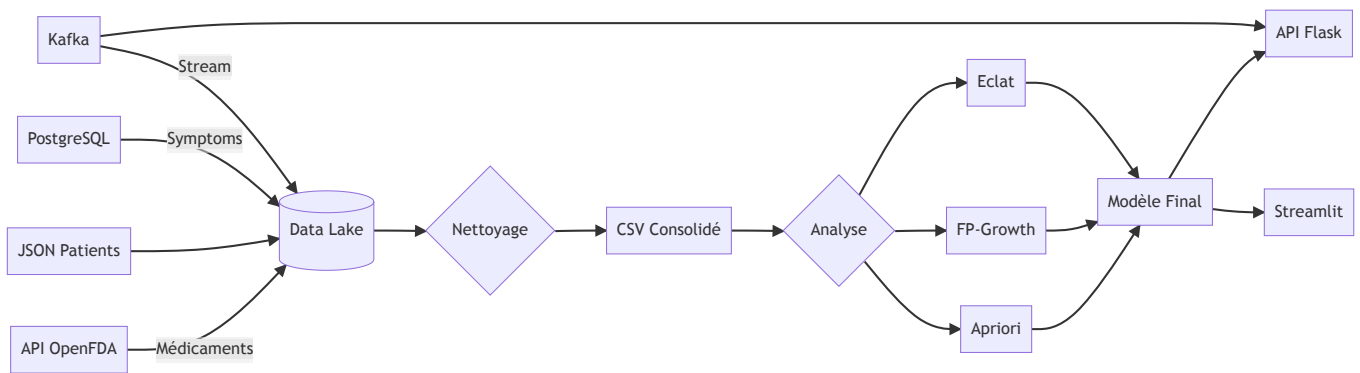 Kafka
API Flask
Stream
Eclat
PostgreSQL
Symptoms
Data Lake
Nettoyage
CSV Consolidé
Analyse
FP-Growth
Modèle Final
Streamlit
JSON Patients
Apriori
API OpenFDA
Médicaments